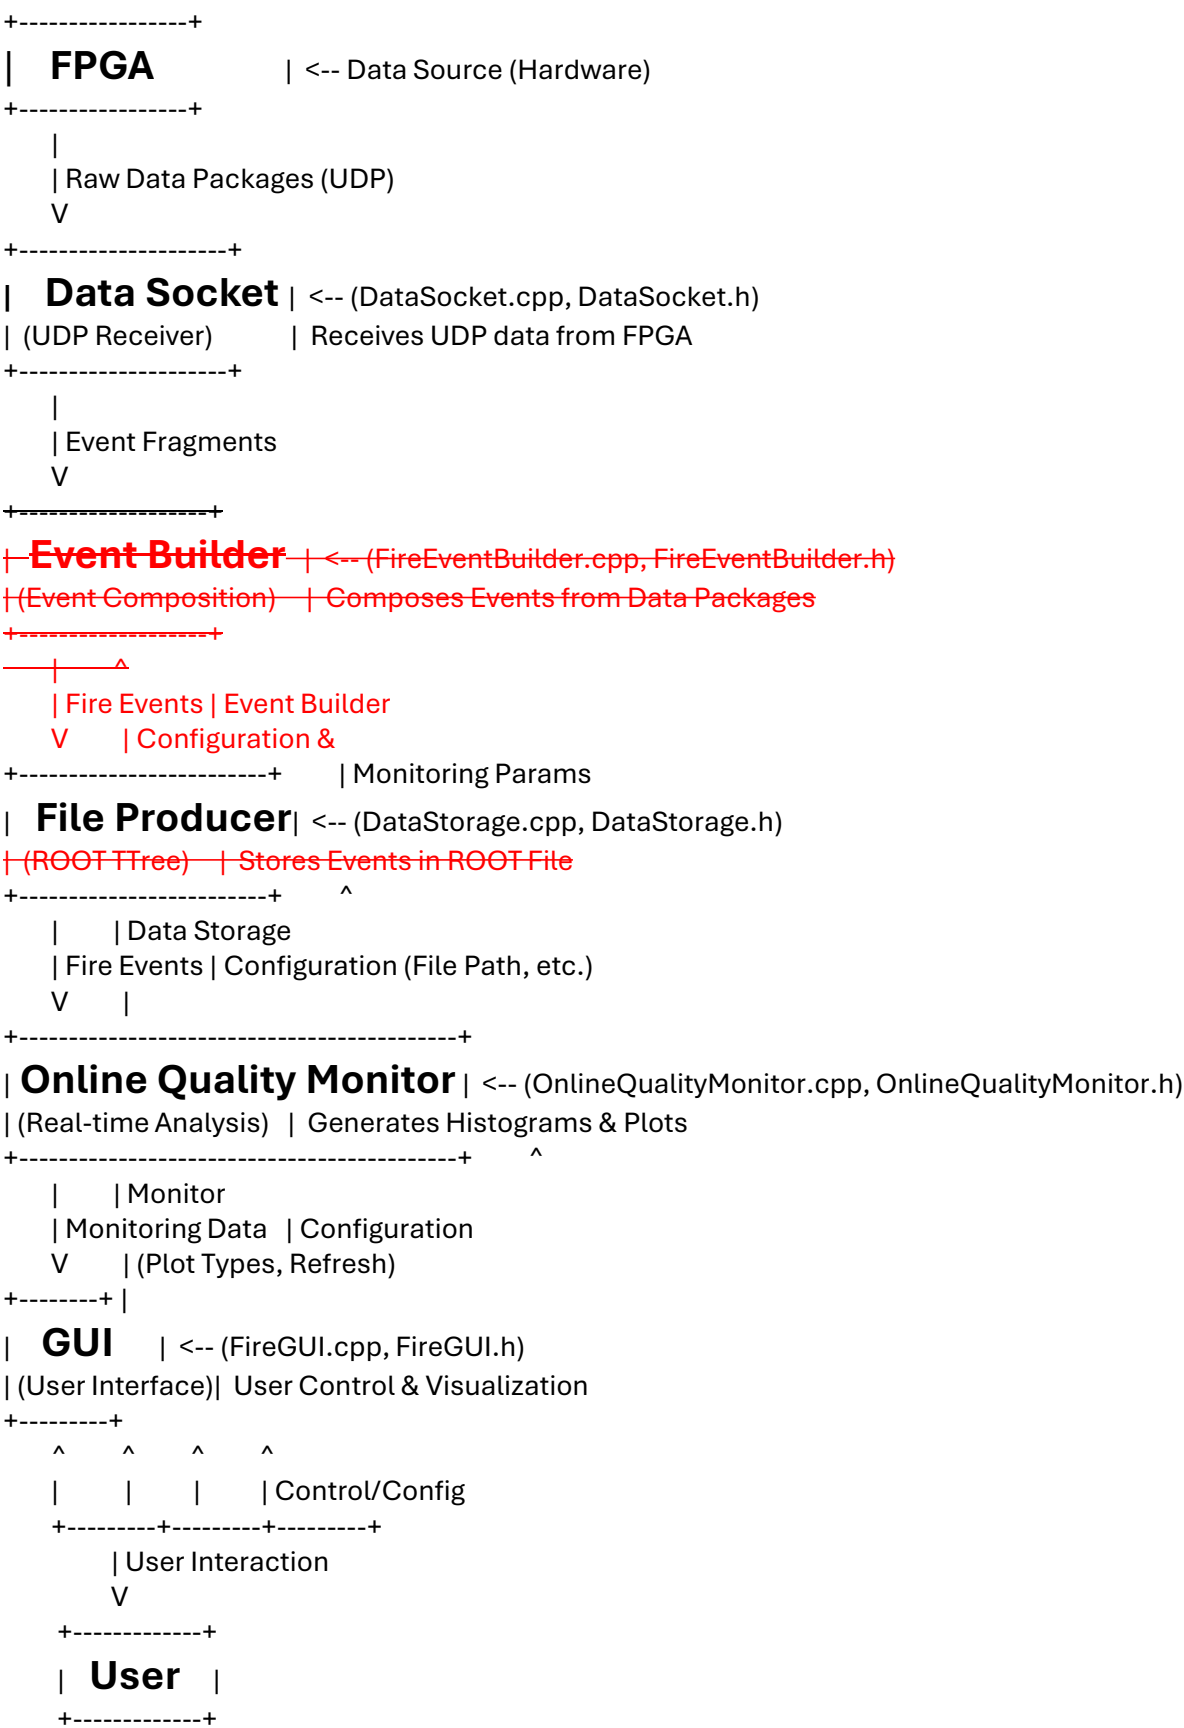 +-----------------+
|    FPGA    | <-- Data Source (Hardware)
+-----------------+
|
| Raw Data Packages (UDP)
V
+---------------------+
|    Data Socket | <-- (DataSocket.cpp, DataSocket.h)
| (UDP Receiver)    | Receives UDP data from FPGA
+---------------------+
|
| Event Fragments
V
+-------------------+
| Event Builder | <-- (FireEventBuilder.cpp, FireEventBuilder.h)
| (Event Composition)    | Composes Events from Data Packages
+-------------------+
|    ^
| Fire Events | Event Builder
V    | Configuration &
+-------------------------+    | Monitoring Params
|    File Producer| <-- (DataStorage.cpp, DataStorage.h)
| (ROOT TTree)    | Stores Events in ROOT File
+-------------------------+    ^
|    | Data Storage
| Fire Events | Configuration (File Path, etc.)
V    |
+--------------------------------------------+
| Online Quality Monitor | <-- (OnlineQualityMonitor.cpp, OnlineQualityMonitor.h)
| (Real-time Analysis)   | Generates Histograms & Plots
+--------------------------------------------+    ^
|    | Monitor
| Monitoring Data   | Configuration
V    | (Plot Types, Refresh)
+--------+ |
|    GUI    | <-- (FireGUI.cpp, FireGUI.h)
| (User Interface)|  User Control & Visualization
+---------+
^    ^    ^    ^
|    |    |    | Control/Config
+---------+---------+---------+
| User Interaction
V
+-------------+
|   User   |
+-------------+